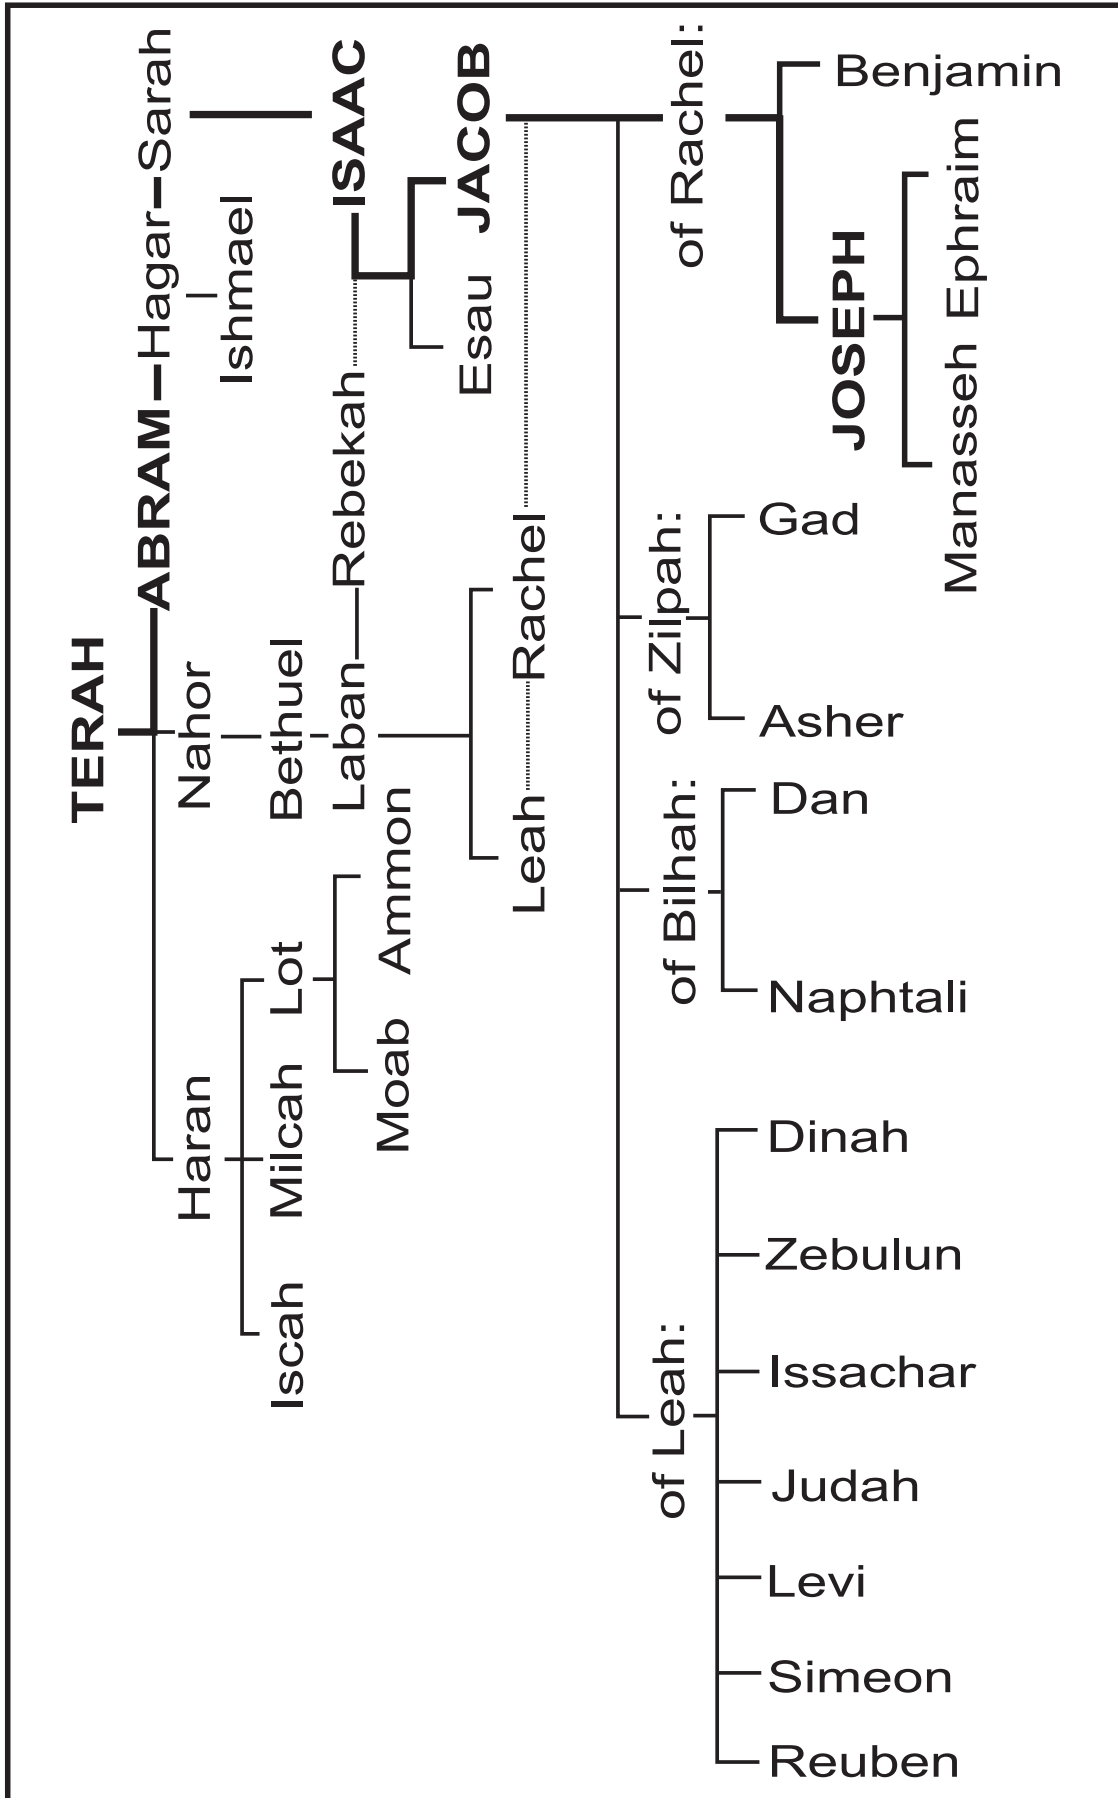 TERAH
Haran
Nahor
ABRAM
Hagar
Sarah
Iscah
Milcah
Lot
Bethuel
Ishmael
Moab
Ammon
Laban
Rebekah
ISAAC
Leah
Rachel
Esau
JACOB
of Leah:
of Bilhah:
of Zilpah:
of Rachel:
Reuben
Simeon
Levi
Judah
Issachar
Zebulun
Dinah
Naphtali
Dan
Asher
Gad
JOSEPH
Benjamin
Manasseh
Ephraim